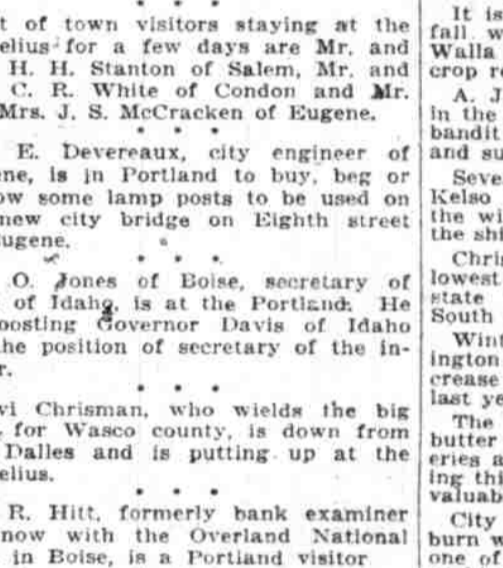 t of town visitors staying at the
elius for a few days are Mr. and
H. H. Stanton of Salem, Mr. and
C. R. White of Condon and Mr.
Mrs. J. S. McCracken of Eugene.
* * *
E. Devereaux, city engineer of
ne, is in Portland to buy, beg or
ow some lamp posts to be used on
new city bridge on Eighth street
ugene.
* * *
O. Jones of Boise, secretary of
of Idaho, is at the Portland. He
oosting Governor Davis of Idaho
he position of secretary of the in-
r.
* * *
vi Chrisman, who wields the big
for Wasco county, is down from
Dalles and is putting up at the
elius.
* * *
R. Hitt, formerly bank examiner
now with the Overland National
in Boise, is a Portland visitor
It is
fall w
Walla
crop r
A. J
in the
bandit
and su
Seve
Kelso
the wi
the shi
Chris
lowest
state
South
Wint
ington
crease
last ye
The
butter
eries a
ing thi
valuab
City
burn w
one of